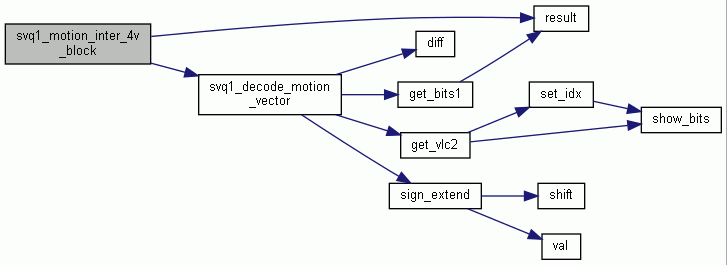 svq1_motion_inter_4v
_block
result
diff
svq1_decode_motion
_vector
get_bits1
set_idx
show_bits
get_vlc2
sign_extend
shift
val